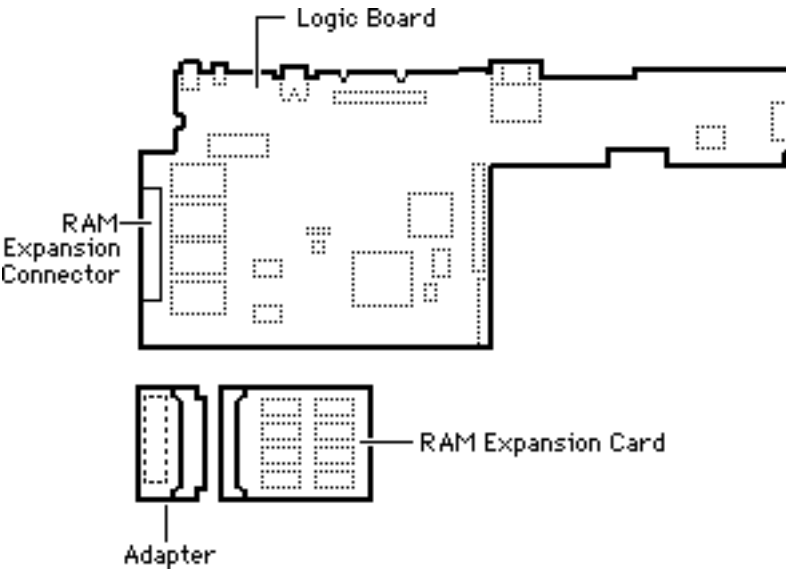 Logic Board
RAM
Expansion
Connector
RAM Expansion Card
Adapter